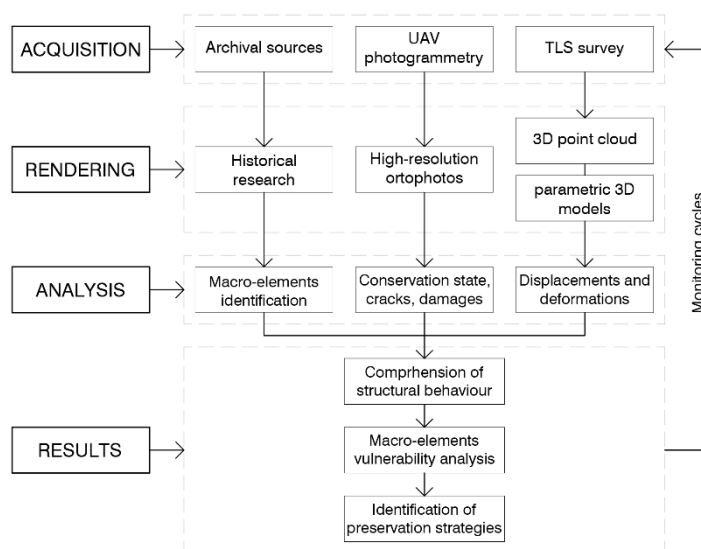 ACQUISITION
Archival sources
UAV
photogrammetry
TLS survey
RENDERING
Historical
research
High-resolution
ortophotos
3D point cloud
parametric 3D
models
Monitoring cycles
ANALYSIS
Macro-elements
identification
Conservation state,
cracks, damages
Displacements and
deformations
RESULTS
Comprhension of
structural behaviour
Macro-elements
vulnerability analysis
Identification of
preservation strategies